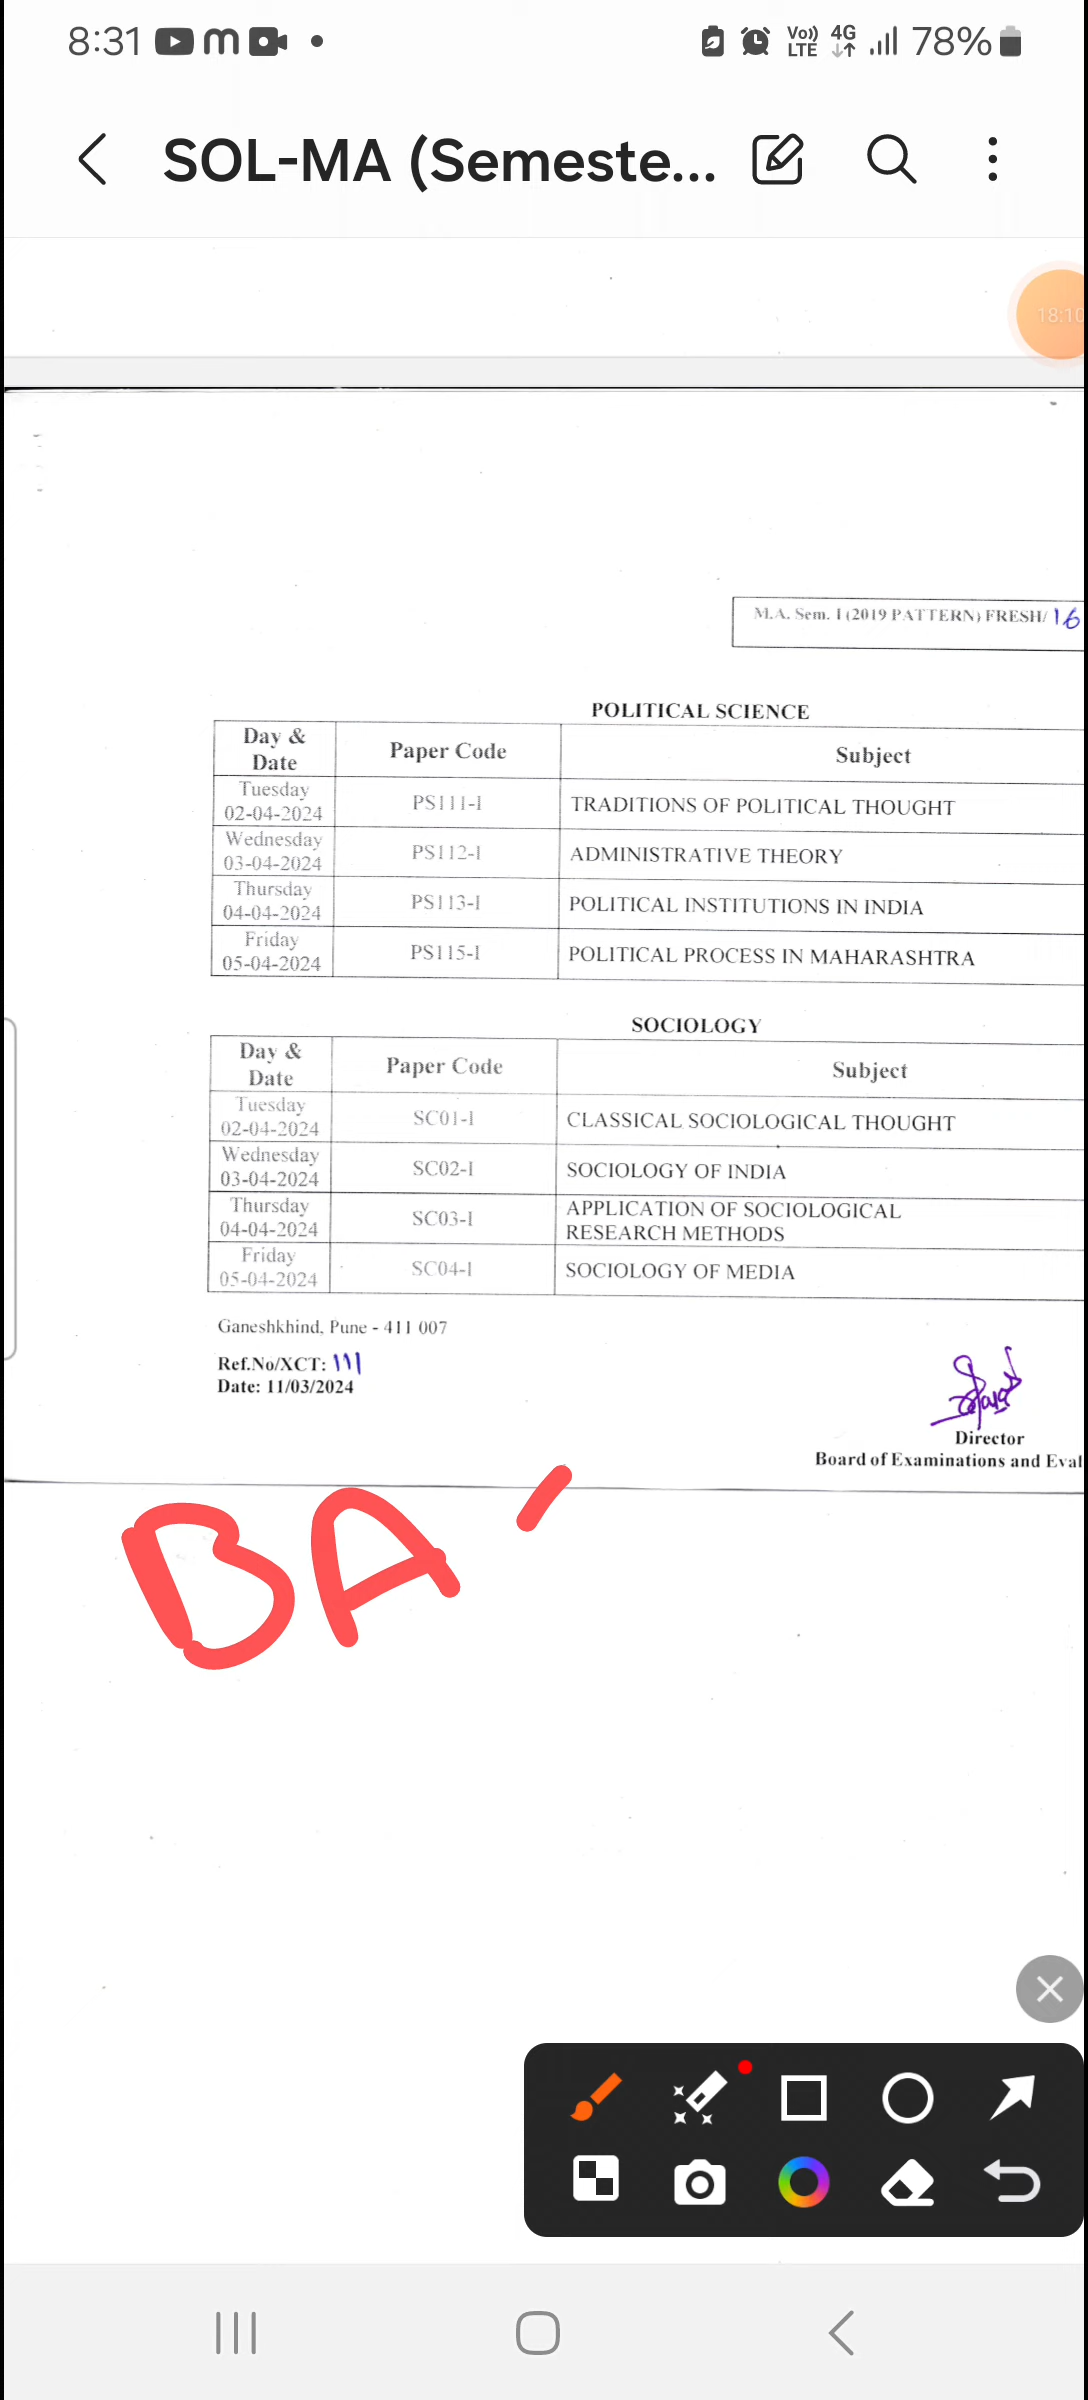 8:31 m Vo)) LTE 4G 78%
SOL-MA (Semeste...
18:10
M.A. Sem. I (2019 PATTERN) FRESH/ 16
POLITICAL SCIENCE
Day & Date Paper Code Subject
Tuesday 02-04-2024 PS111-I TRADITIONS OF POLITICAL THOUGHT
Wednesday 03-04-2024 PS112-I ADMINISTRATIVE THEORY
Thursday 04-04-2024 PS113-I POLITICAL INSTITUTIONS IN INDIA
Friday 05-04-2024 PS115-I POLITICAL PROCESS IN MAHARASHTRA
SOCIOLOGY
Day & Date Paper Code Subject
Tuesday 02-04-2024 SC01-I CLASSICAL SOCIOLOGICAL THOUGHT
Wednesday 03-04-2024 SC02-I SOCIOLOGY OF INDIA
Thursday 04-04-2024 SC03-I APPLICATION OF SOCIOLOGICAL RESEARCH METHODS
Friday 05-04-2024 SC04-I SOCIOLOGY OF MEDIA
Ganeshkhind, Pune - 411 007
Ref.No/XCT: 111
Date: 11/03/2024
Director
Board of Examinations and Eval
BA